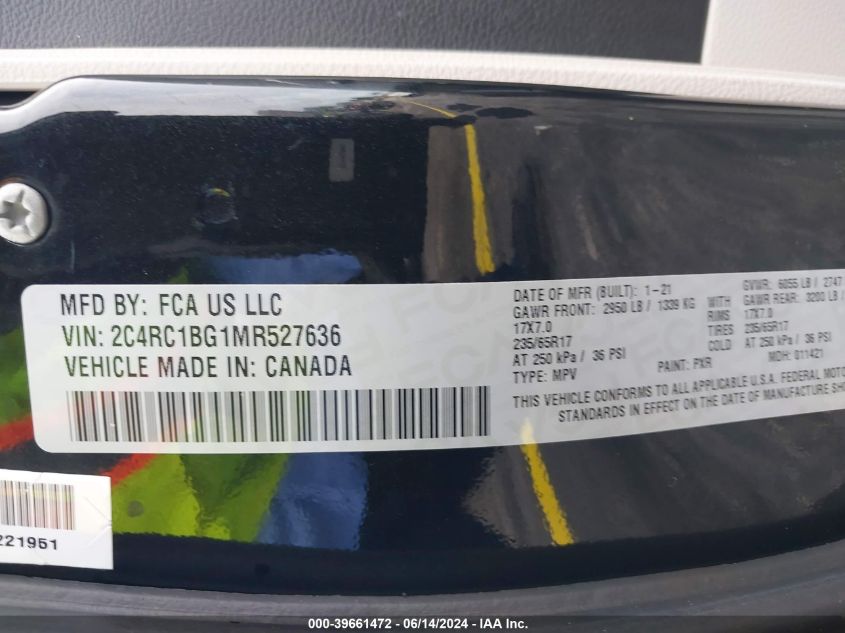 MFD BY: FCA US LLC
VIN: 2C4RC1BG1MR527636
VEHICLE MADE IN: CANADA
DATE OF MFR (BUILT): 1-21
GVWR: 6055 LB / 2747
GAWR FRONT: 2950 LB / 1339 KG WITH GAWR REAR: 3200 LB /
17X7.0 RIMS 17X7.0
235/65R17 TIRES 235/65R17
AT 250 kPa / 36 PSI COLD AT 250 kPa / 36 PSI
TYPE: MPV PAINT: PXR MDH: 011421
THIS VEHICLE CONFORMS TO ALL APPLICABLE U.S.A. FEDERAL MOTO
STANDARDS IN EFFECT ON THE DATE OF MANUFACTURE SH
221951
000-39661472 - 06/14/2024 - IAA Inc.